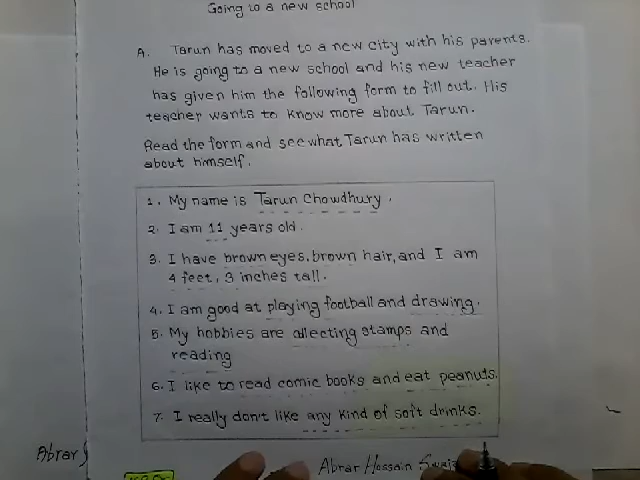 Going to a new school
A. Tarun has moved to a new city with his parents.
He is going to a new school and his new teacher
has given him the following form to fill out. His
teacher wants to know more about Tarun.
Read the form and see what Tarun has written
about himself.
1. My name is Tarun Chowdhury.
2. I am 11 years old.
3. I have brown eyes, brown hair, and I am
4 feet, 3 inches tall.
4. I am good at playing football and drawing.
5. My hobbies are allecting stamps and
reading
6. I like to read comic books and eat peanuts.
7. I really don't like any kind of soft drinks.
Abrar
Abrar Hossain